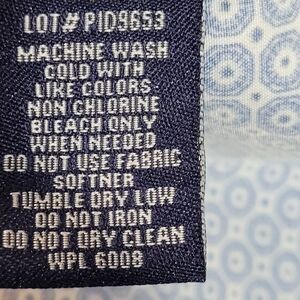 LOT# PID9653
MACHINE WASH
COLD WITH
LIKE COLORS
NON CHLORINE
BLEACH ONLY
WHEN NEEDED
DO NOT USE FABRIC
SOFTNER
TUMBLE DRY LOW
DO NOT IRON
DO NOT DRY CLEAN
WPL 6008